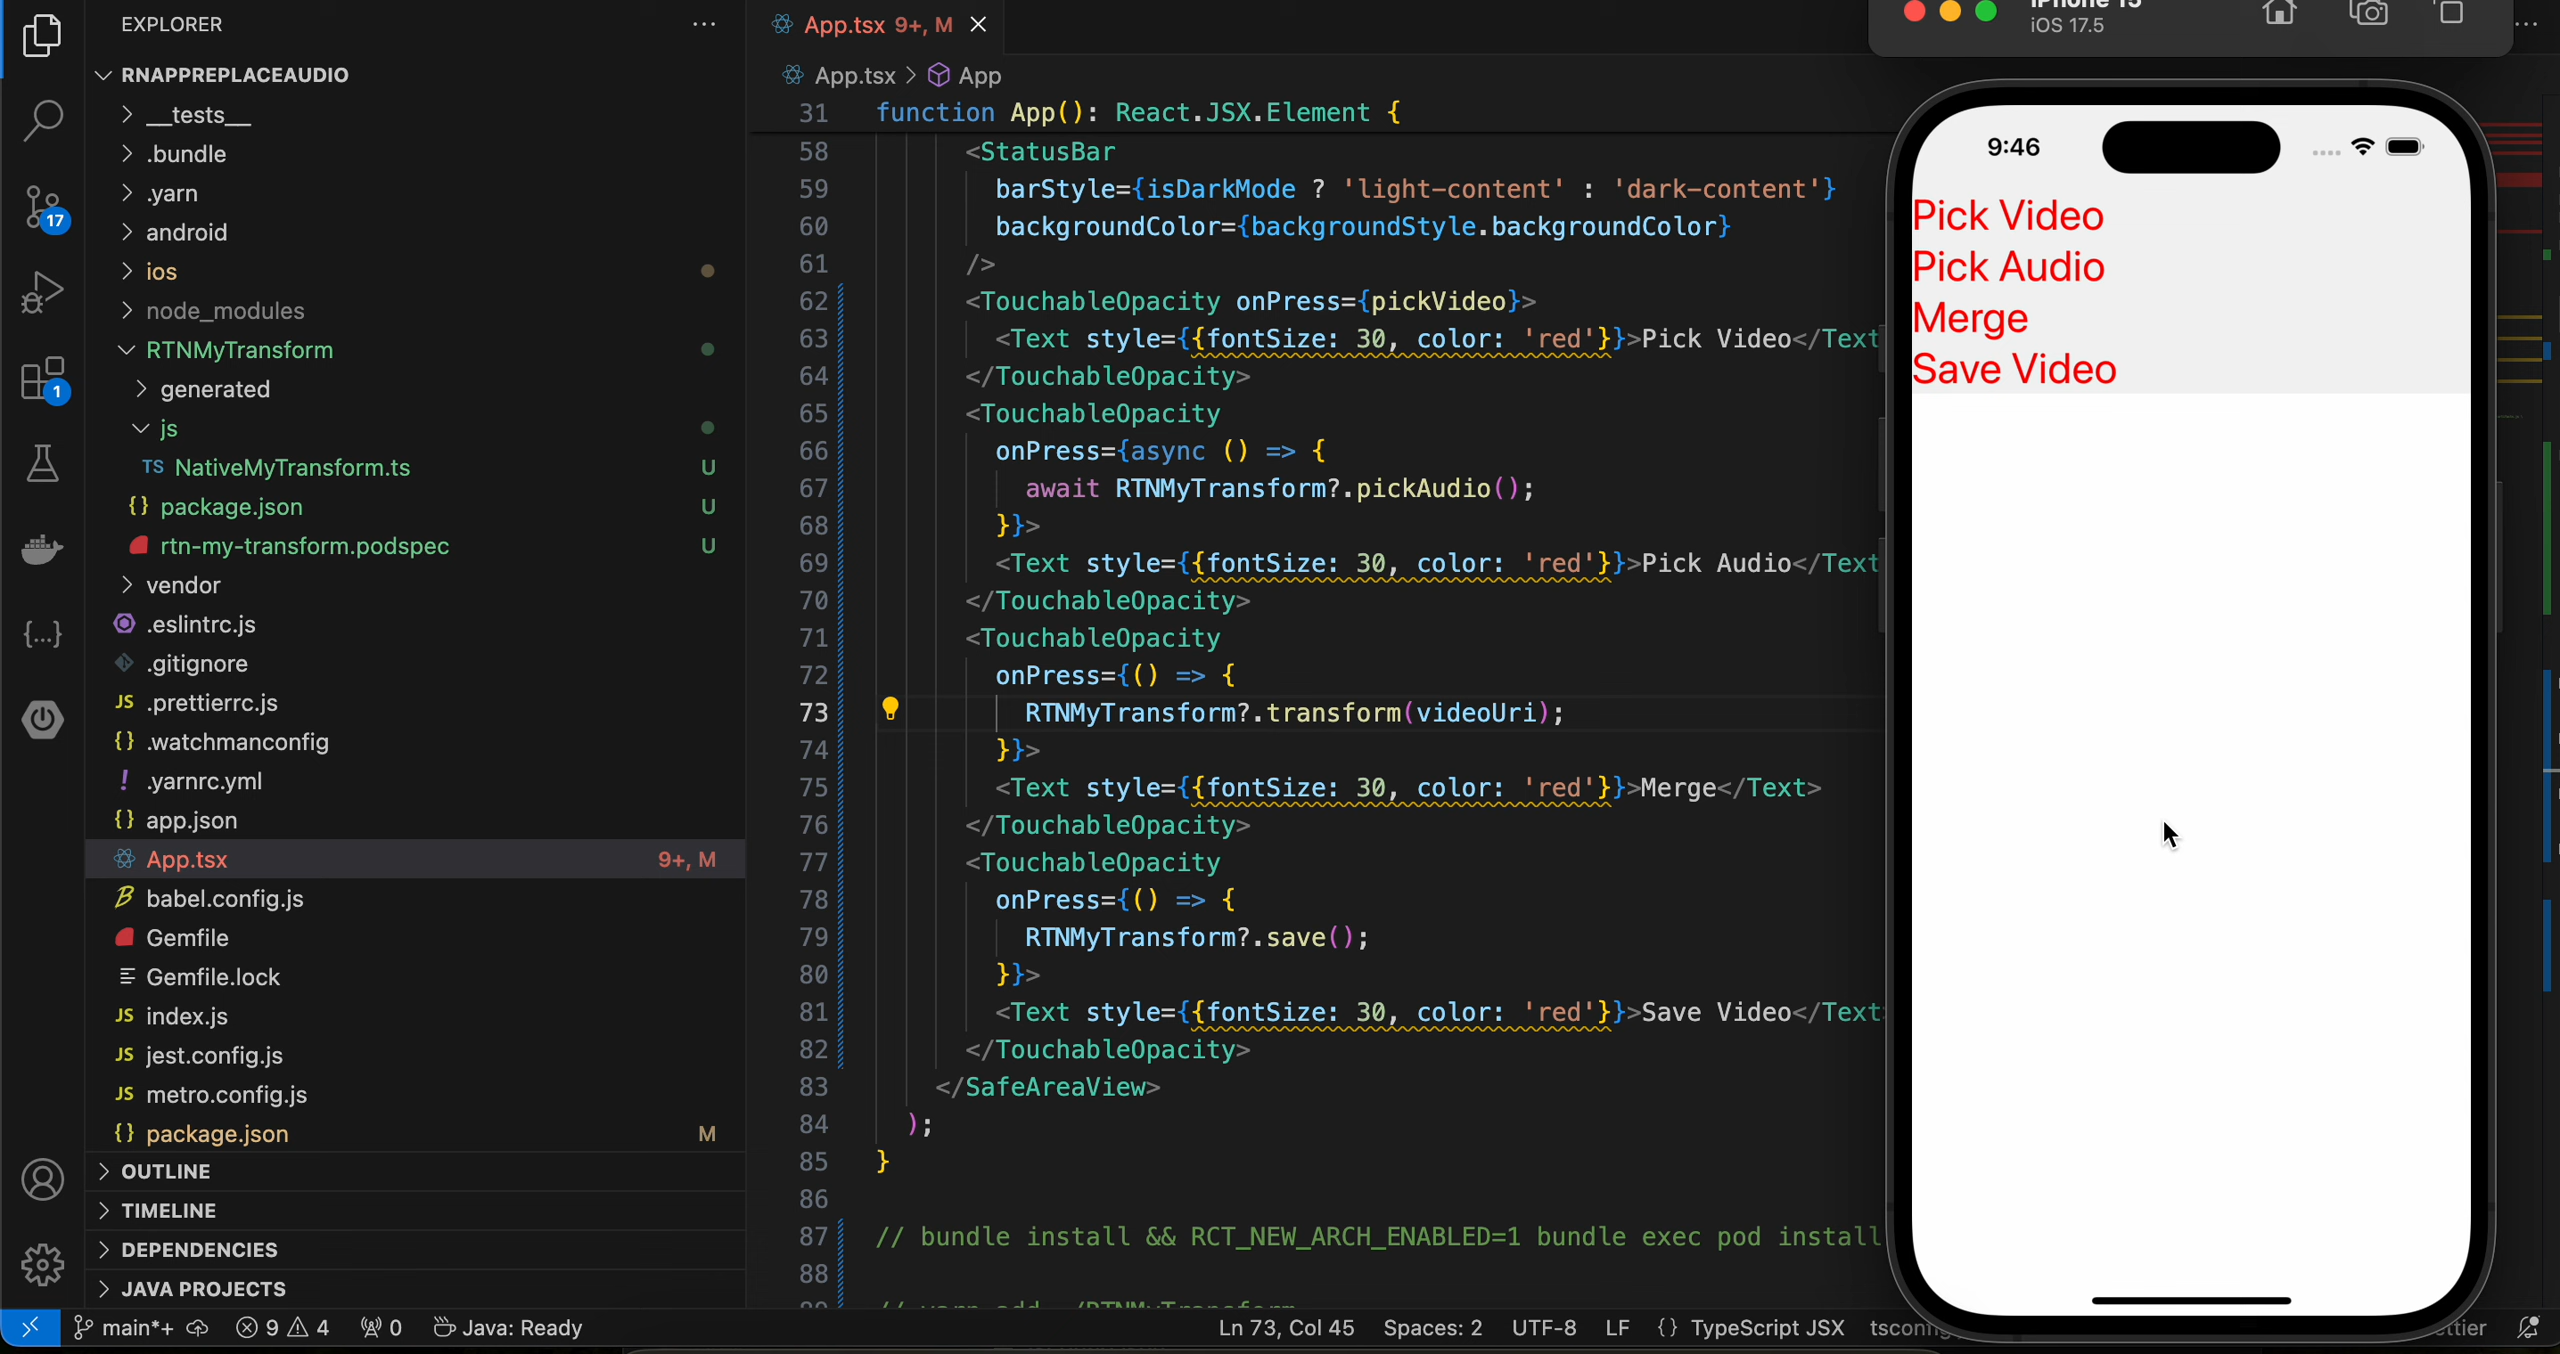 EXPLORER
RNAPPREPLACEAUDIO
__tests__
.bundle
.yarn
android
ios
node_modules
RTNMyTransform
generated
js
TS NativeMyTransform.ts U
{} package.json U
rtn-my-transform.podspec U
vendor
.eslintrc.js
.gitignore
JS .prettierrc.js
{} .watchmanconfig
! .yarnrc.yml
{} app.json
App.tsx 9+, M
babel.config.js
Gemfile
Gemfile.lock
JS index.js
JS jest.config.js
JS metro.config.js
{} package.json M
OUTLINE
TIMELINE
DEPENDENCIES
JAVA PROJECTS
17
1
App.tsx 9+, M
App.tsx > App
31 function App(): React.JSX.Element {
58 <StatusBar
59 barStyle={isDarkMode ? 'light-content' : 'dark-content'}
60 backgroundColor={backgroundStyle.backgroundColor}
61 />
62 <TouchableOpacity onPress={pickVideo}>
63 <Text style={{fontSize: 30, color: 'red'}}>Pick Video</Text
64 </TouchableOpacity>
65 <TouchableOpacity
66 onPress={async () => {
67 await RTNMyTransform?.pickAudio();
68 }}>
69 <Text style={{fontSize: 30, color: 'red'}}>Pick Audio</Text
70 </TouchableOpacity>
71 <TouchableOpacity
72 onPress={() => {
73 RTNMyTransform?.transform(videoUri);
74 }}>
75 <Text style={{fontSize: 30, color: 'red'}}>Merge</Text>
76 </TouchableOpacity>
77 <TouchableOpacity
78 onPress={() => {
79 RTNMyTransform?.save();
80 }}>
81 <Text style={{fontSize: 30, color: 'red'}}>Save Video</Text
82 </TouchableOpacity>
83 </SafeAreaView>
84 );
85 }
86
87 // bundle install && RCT_NEW_ARCH_ENABLED=1 bundle exec pod install
88
iPhone 15
iOS 17.5
9:46
Pick Video
Pick Audio
Merge
Save Video
main*+ 9 4 0 Java: Ready
Ln 73, Col 45 Spaces: 2 UTF-8 LF {} TypeScript JSX